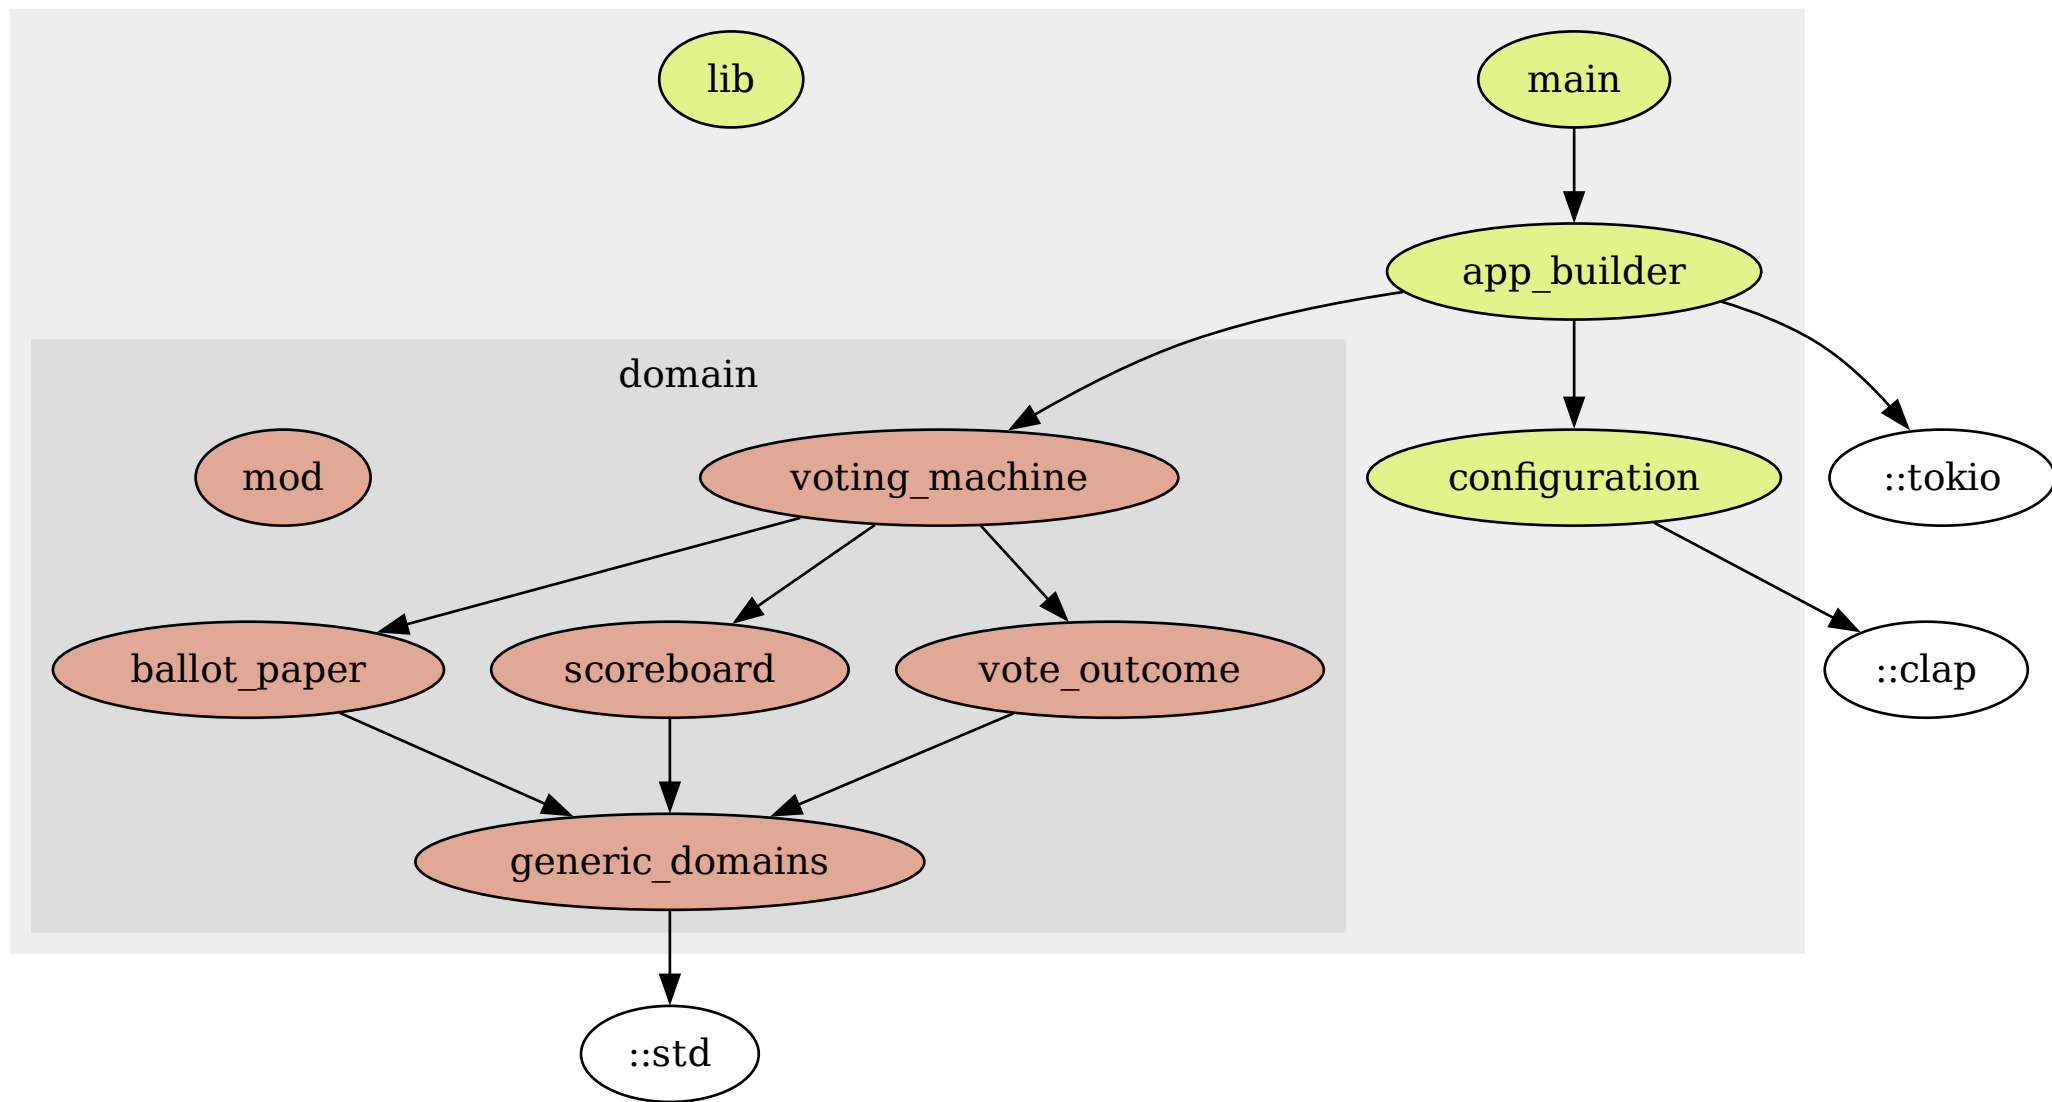 lib
main
app_builder
domain
mod
voting_machine
configuration
::tokio
ballot_paper
scoreboard
vote_outcome
::clap
generic_domains
::std